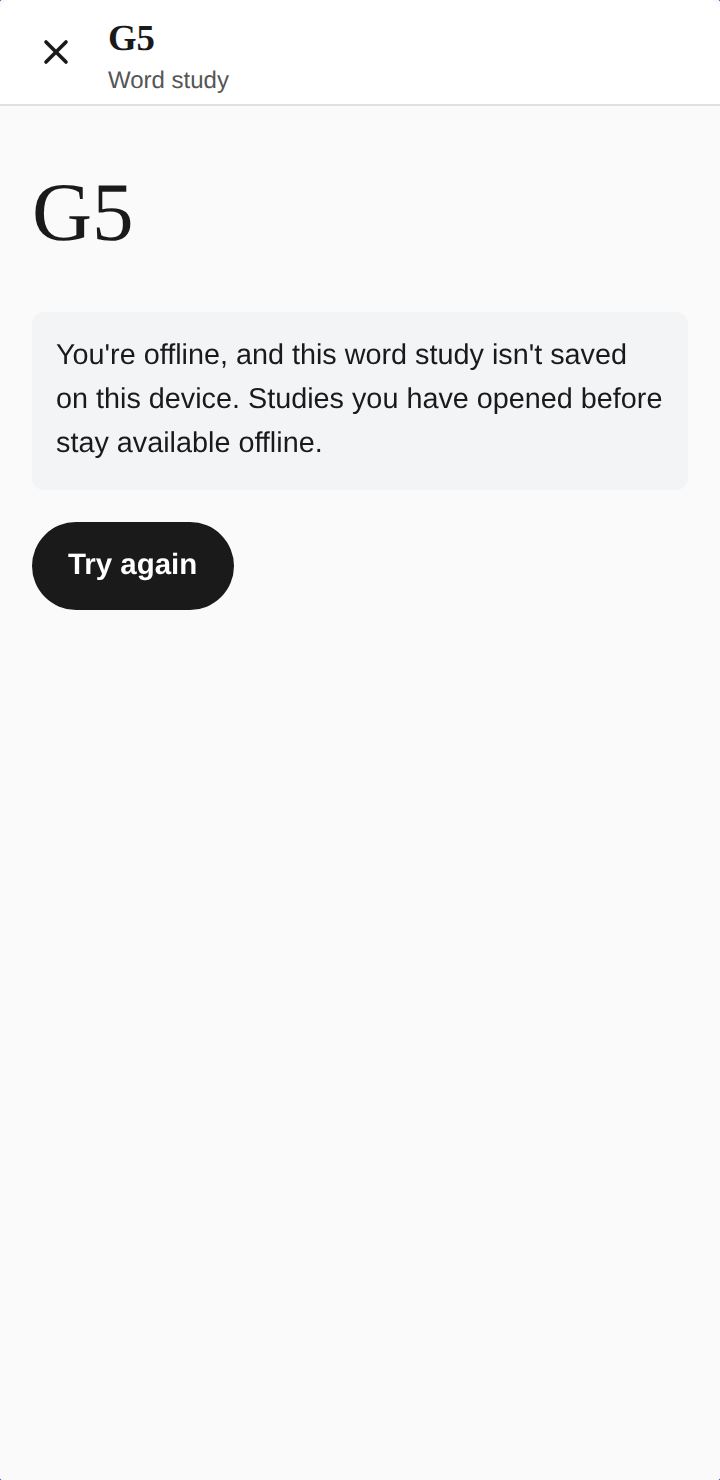 G5
Word study
G5
You're offline, and this word study isn't saved
on this device. Studies you have opened before
stay available offline.
Try again